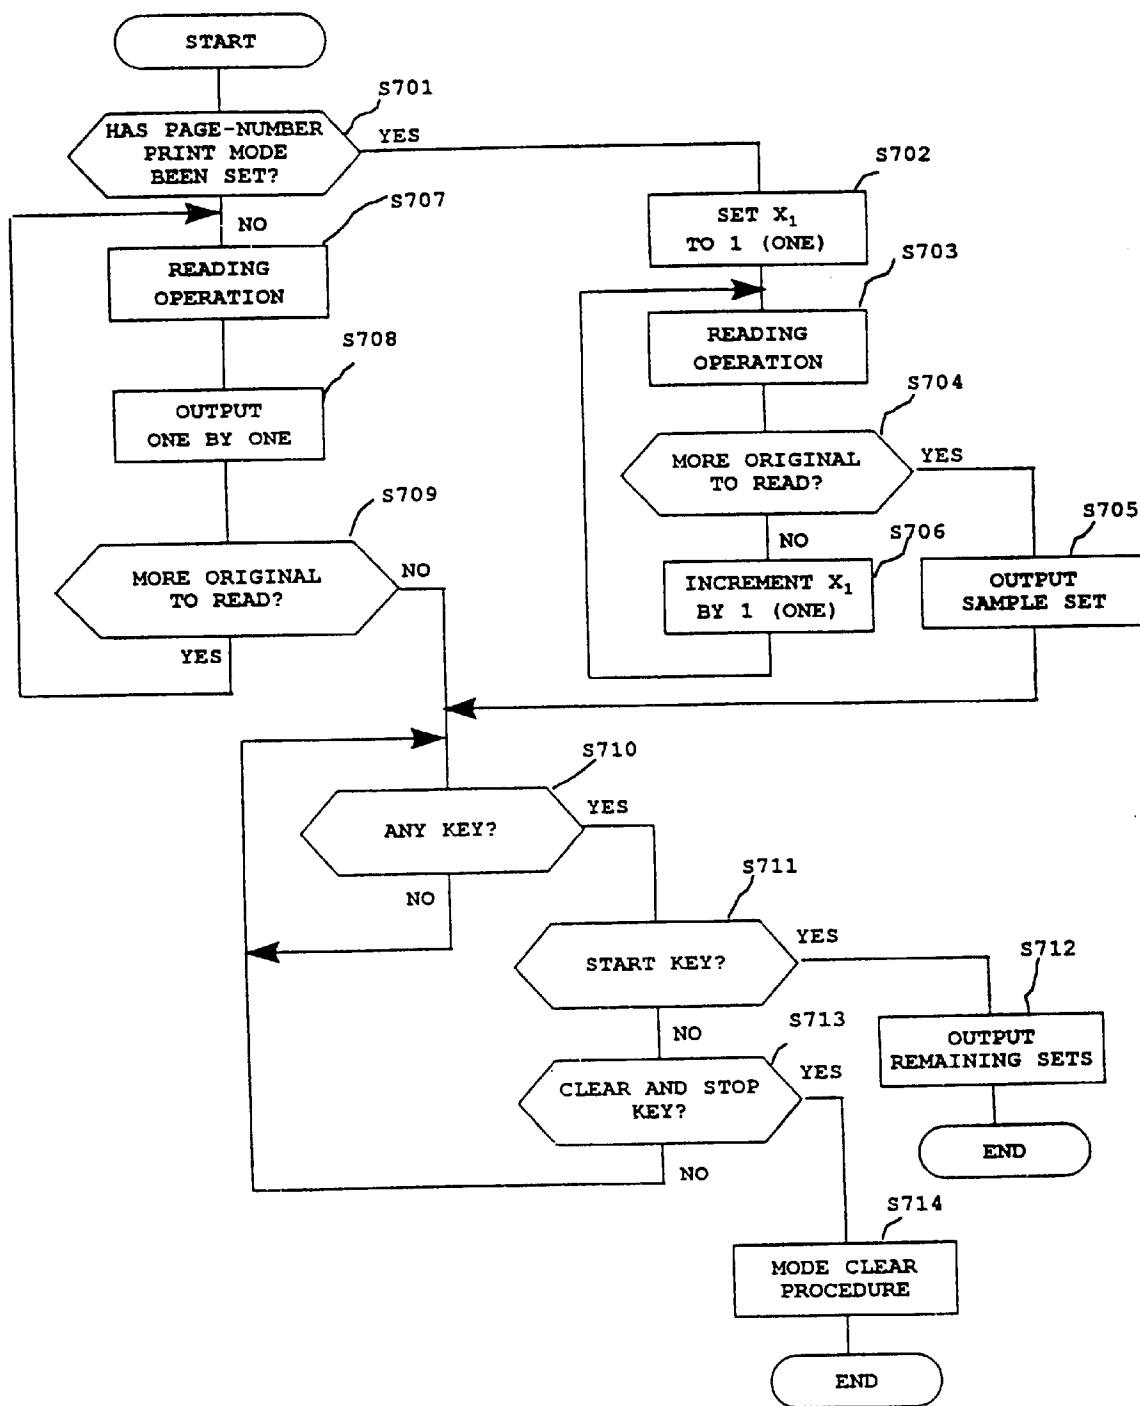 START
S701
HAS PAGE-NUMBER
PRINT MODE
BEEN SET?
YES
S702
SET X₁
TO 1 (ONE)
S707
NO
READING
OPERATION
S703
READING
OPERATION
S708
OUTPUT
ONE BY ONE
S704
MORE ORIGINAL
TO READ?
YES
S709
MORE ORIGINAL
TO READ?
NO
YES
NO
S706
INCREMENT X₁
BY 1 (ONE)
S705
OUTPUT
SAMPLE SET
S710
ANY KEY?
YES
NO
S711
START KEY?
YES
S712
OUTPUT
REMAINING SETS
END
NO
S713
CLEAR AND STOP
KEY?
YES
NO
S714
MODE CLEAR
PROCEDURE
END